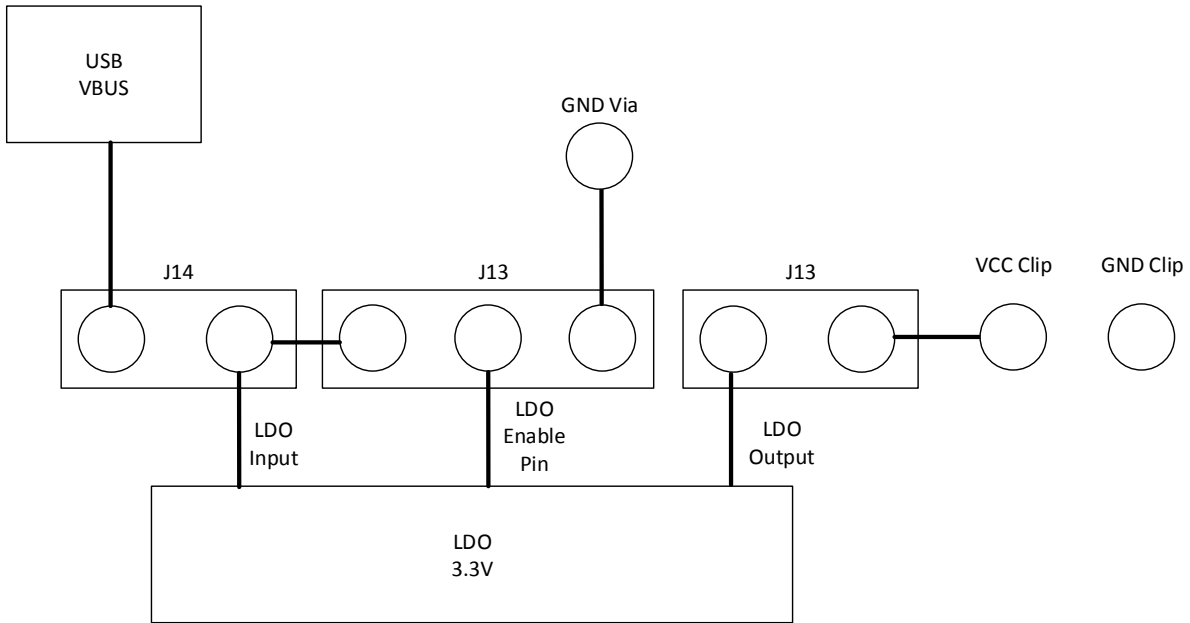 USB
VBUS
GND Via
J14
J13
J13
VCC Clip
GND Clip
LDO
Input
LDO
Enable
Pin
LDO
Output
LDO
3.3V